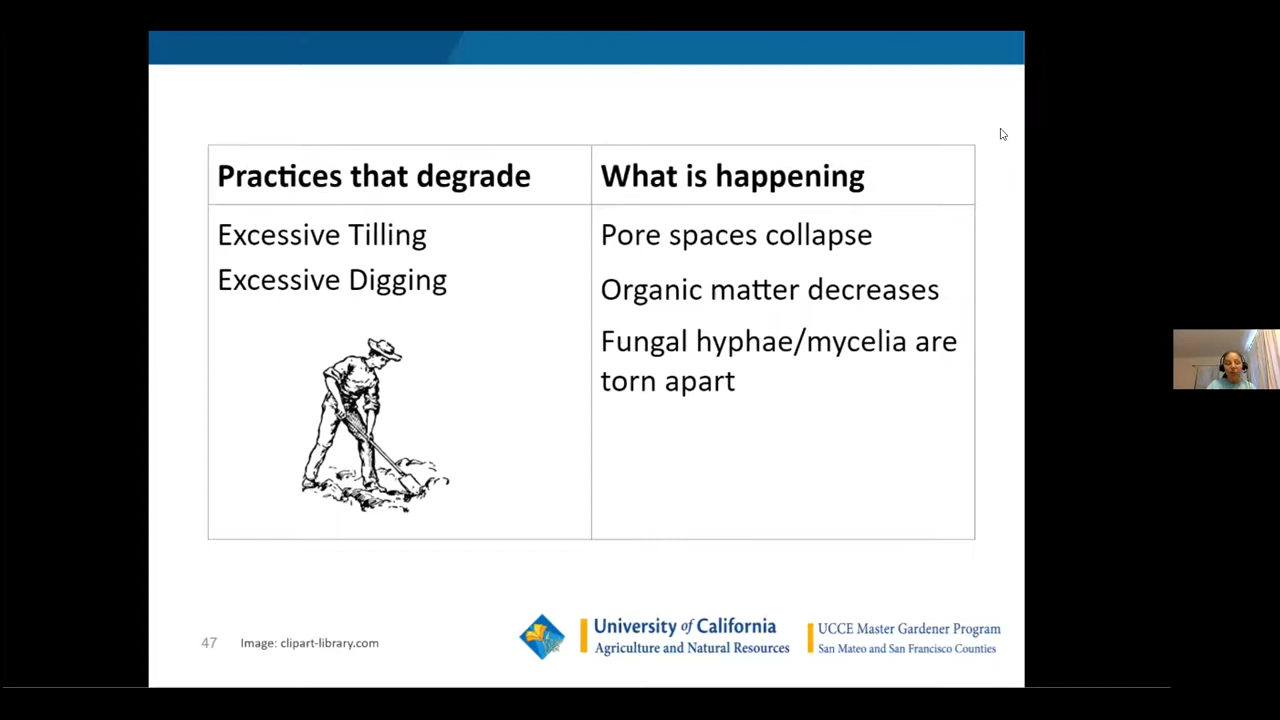 Practices that degrade
What is happening
Excessive Tilling
Excessive Digging
Pore spaces collapse
Organic matter decreases
Fungal hyphae/mycelia are
torn apart
47
Image: clipart-library.com
University of California
Agriculture and Natural Resources
UCCE Master Gardener Program
San Mateo and San Francisco Counties